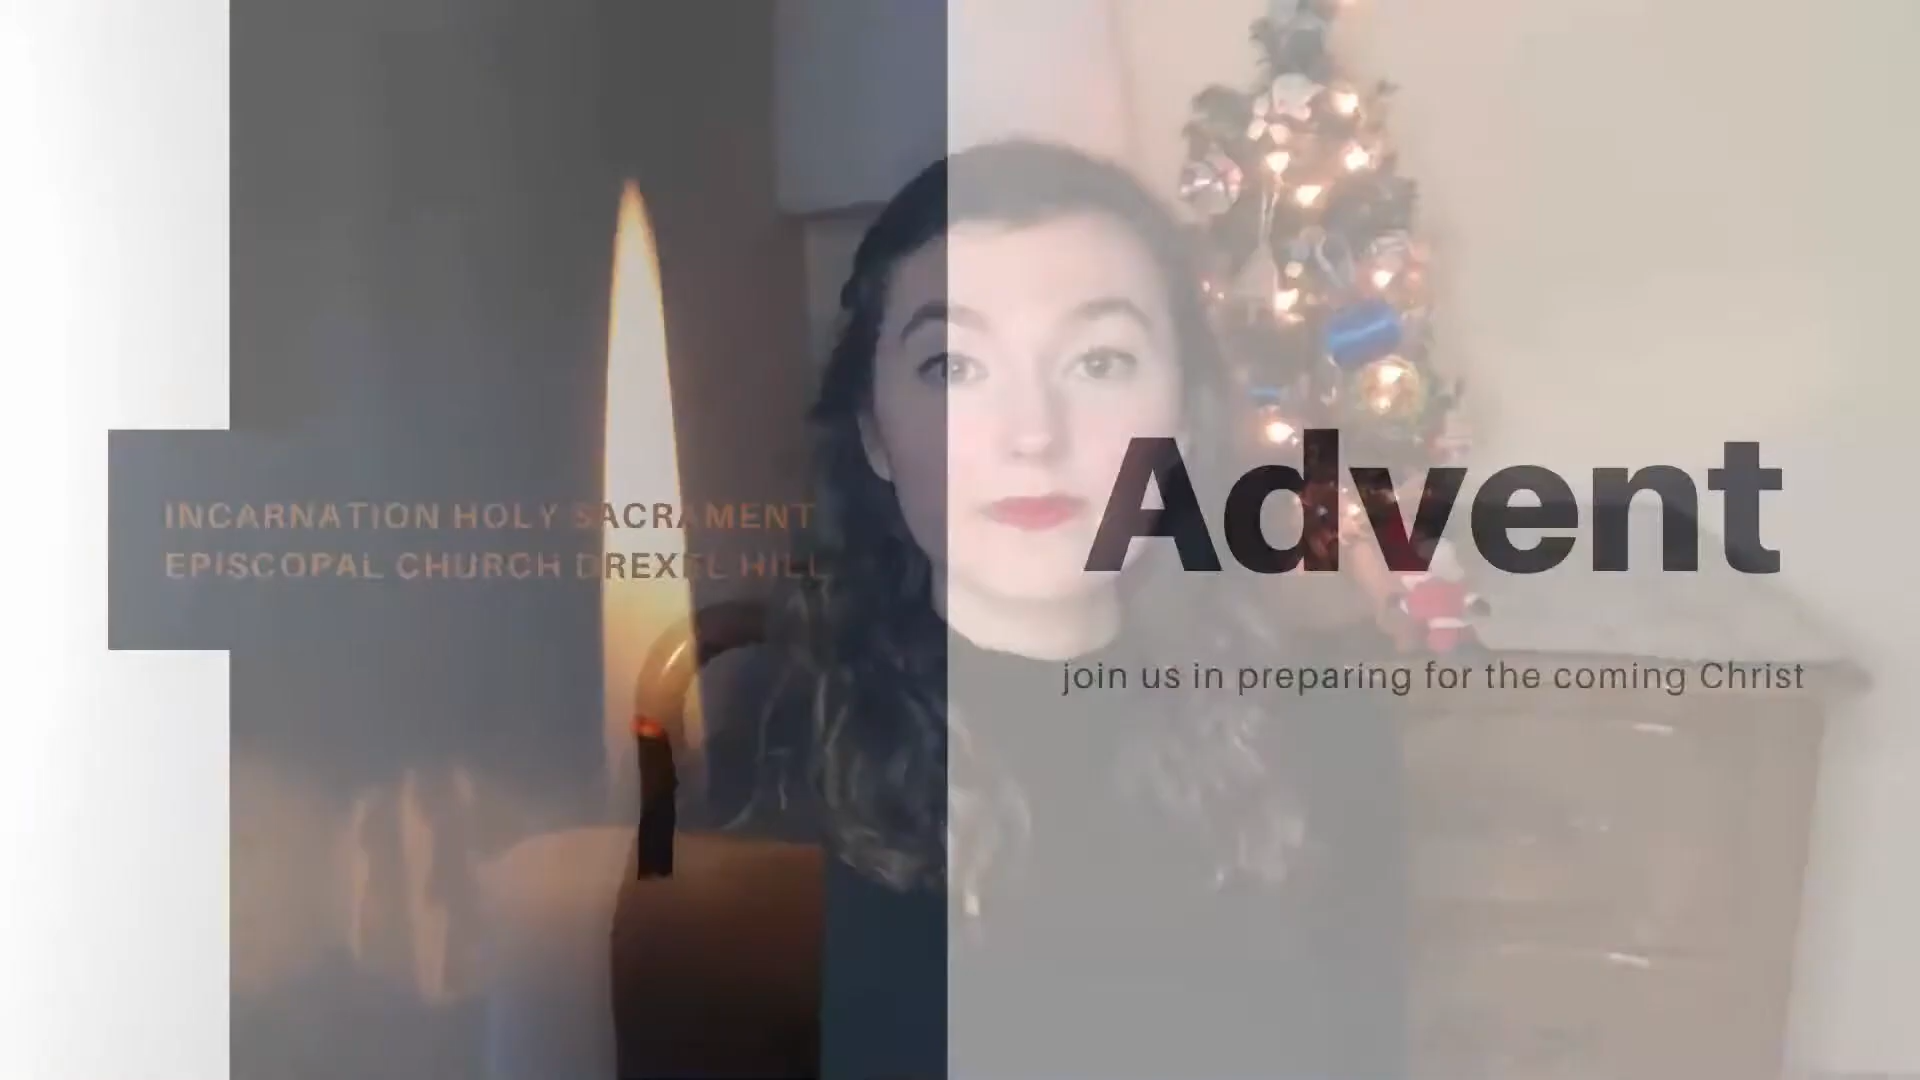 INCARNATION HOLY SACRAMENT
EPISCOPAL CHURCH DREXEL HILL
Advent
join us in preparing for the coming Christ